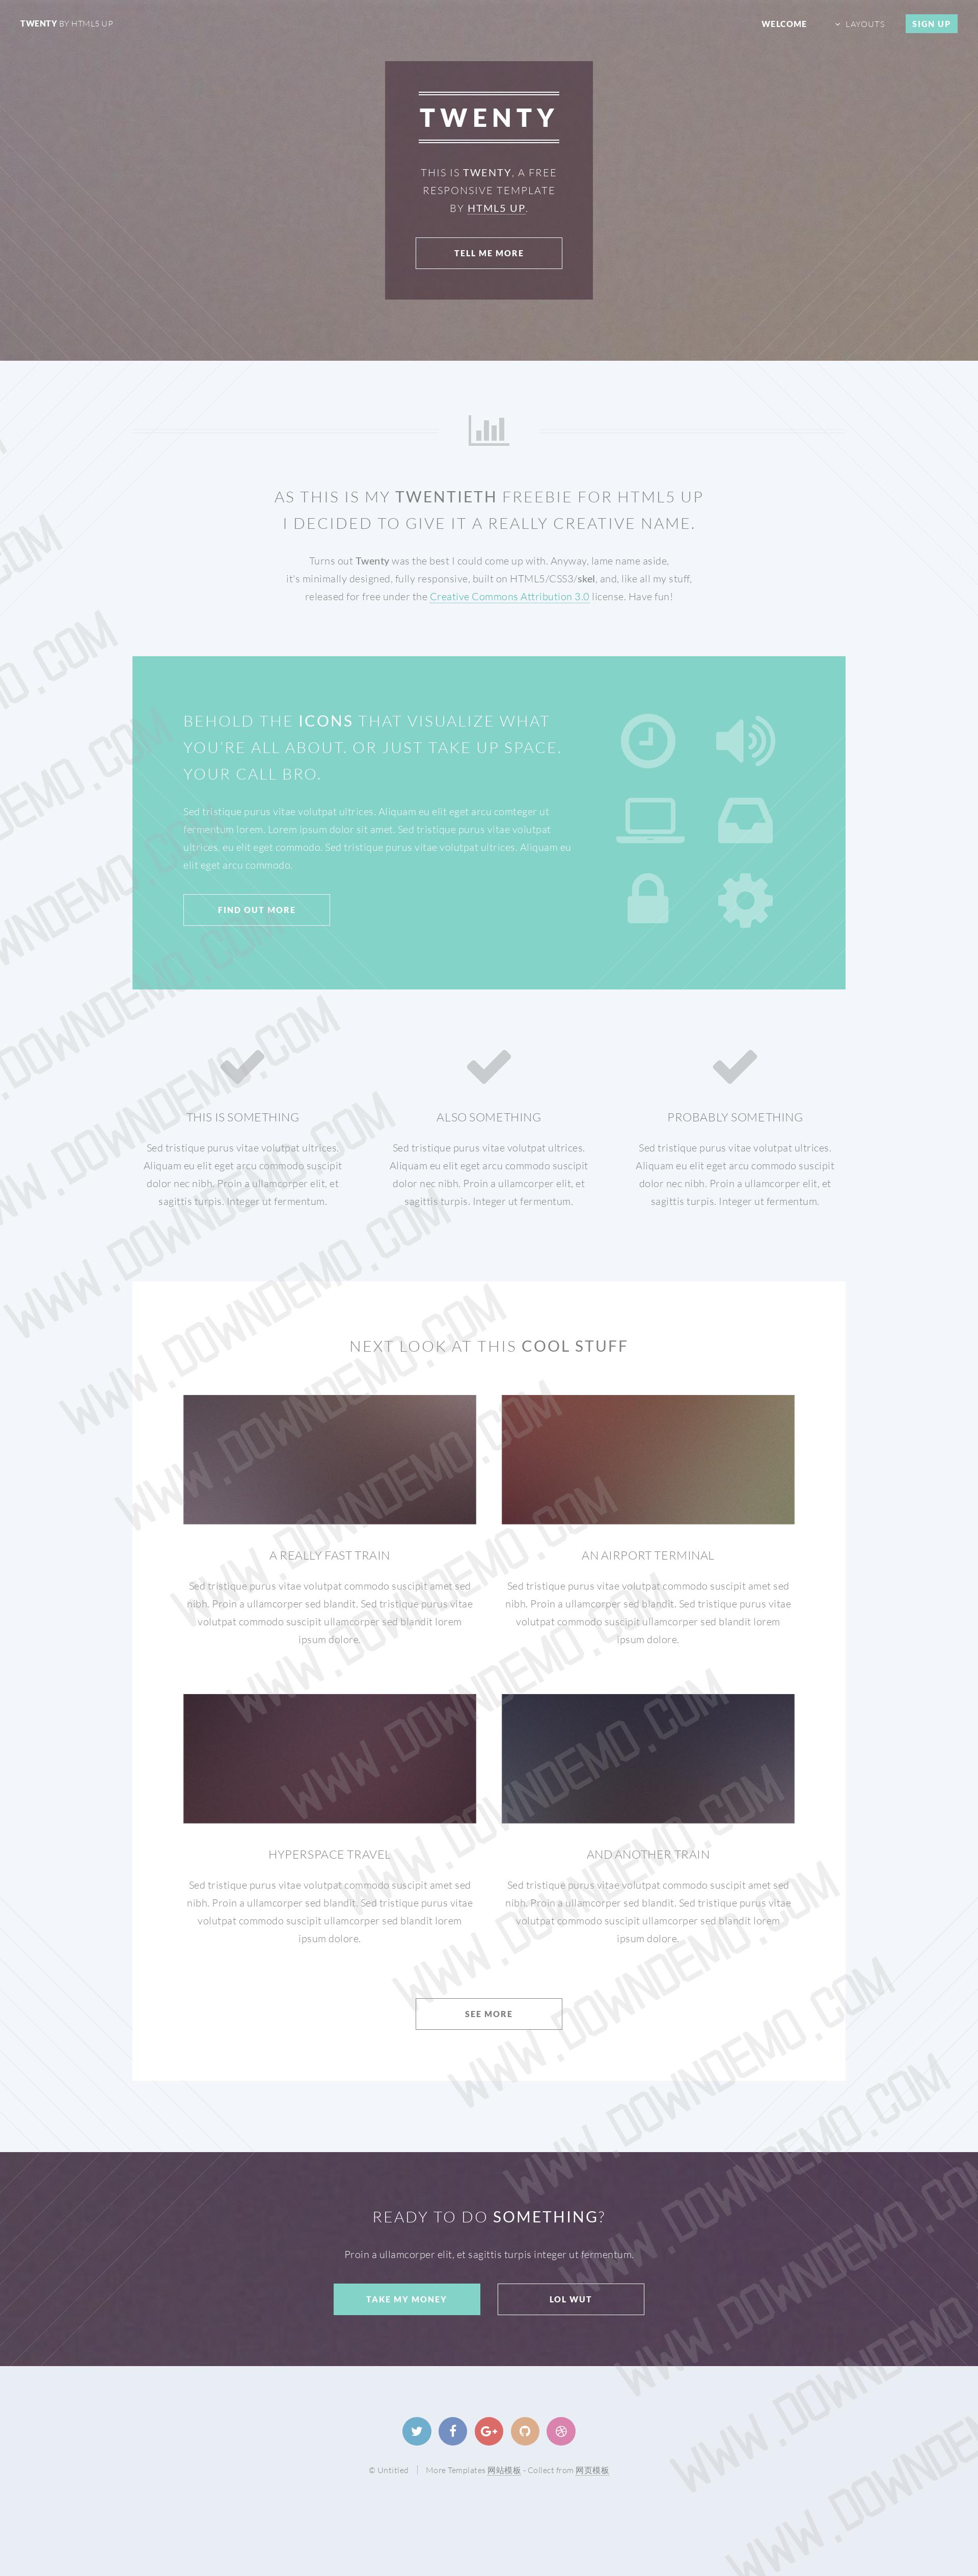 TWENTY BY HTML5 UP
WELCOME
LAYOUTS
SIGN UP
TWENTY
THIS IS TWENTY, A FREE
RESPONSIVE TEMPLATE
BY HTML5 UP.
TELL ME MORE
AS THIS IS MY TWENTIETH FREEBIE FOR HTML5 UP
I DECIDED TO GIVE IT A REALLY CREATIVE NAME.
Turns out Twenty was the best I could come up with. Anyway, lame name aside,
it's minimally designed, fully responsive, built on HTML5/CSS3/skel, and, like all my stuff,
released for free under the Creative Commons Attribution 3.0 license. Have fun!
BEHOLD THE ICONS THAT VISUALIZE WHAT
YOU'RE ALL ABOUT. OR JUST TAKE UP SPACE.
YOUR CALL BRO.
Sed tristique purus vitae volutpat ultrices. Aliquam eu elit eget arcu comteger ut
fermentum lorem. Lorem ipsum dolor sit amet. Sed tristique purus vitae volutpat
ultrices. eu elit eget commodo. Sed tristique purus vitae volutpat ultrices. Aliquam eu
elit eget arcu commodo.
FIND OUT MORE
THIS IS SOMETHING
Sed tristique purus vitae volutpat ultrices.
Aliquam eu elit eget arcu commodo suscipit
dolor nec nibh. Proin a ullamcorper elit, et
sagittis turpis. Integer ut fermentum.
ALSO SOMETHING
Sed tristique purus vitae volutpat ultrices.
Aliquam eu elit eget arcu commodo suscipit
dolor nec nibh. Proin a ullamcorper elit, et
sagittis turpis. Integer ut fermentum.
PROBABLY SOMETHING
Sed tristique purus vitae volutpat ultrices.
Aliquam eu elit eget arcu commodo suscipit
dolor nec nibh. Proin a ullamcorper elit, et
sagittis turpis. Integer ut fermentum.
NEXT LOOK AT THIS COOL STUFF
A REALLY FAST TRAIN
Sed tristique purus vitae volutpat commodo suscipit amet sed
nibh. Proin a ullamcorper sed blandit. Sed tristique purus vitae
volutpat commodo suscipit ullamcorper sed blandit lorem
ipsum dolore.
AN AIRPORT TERMINAL
Sed tristique purus vitae volutpat commodo suscipit amet sed
nibh. Proin a ullamcorper sed blandit. Sed tristique purus vitae
volutpat commodo suscipit ullamcorper sed blandit lorem
ipsum dolore.
HYPERSPACE TRAVEL
Sed tristique purus vitae volutpat commodo suscipit amet sed
nibh. Proin a ullamcorper sed blandit. Sed tristique purus vitae
volutpat commodo suscipit ullamcorper sed blandit lorem
ipsum dolore.
AND ANOTHER TRAIN
Sed tristique purus vitae volutpat commodo suscipit amet sed
nibh. Proin a ullamcorper sed blandit. Sed tristique purus vitae
volutpat commodo suscipit ullamcorper sed blandit lorem
ipsum dolore.
SEE MORE
READY TO DO SOMETHING?
Proin a ullamcorper elit, et sagittis turpis integer ut fermentum.
TAKE MY MONEY
LOL WUT
© Untitled
More Templates 网站模板 - Collect from 网页模板
WWW.DOWNDEMO.COM